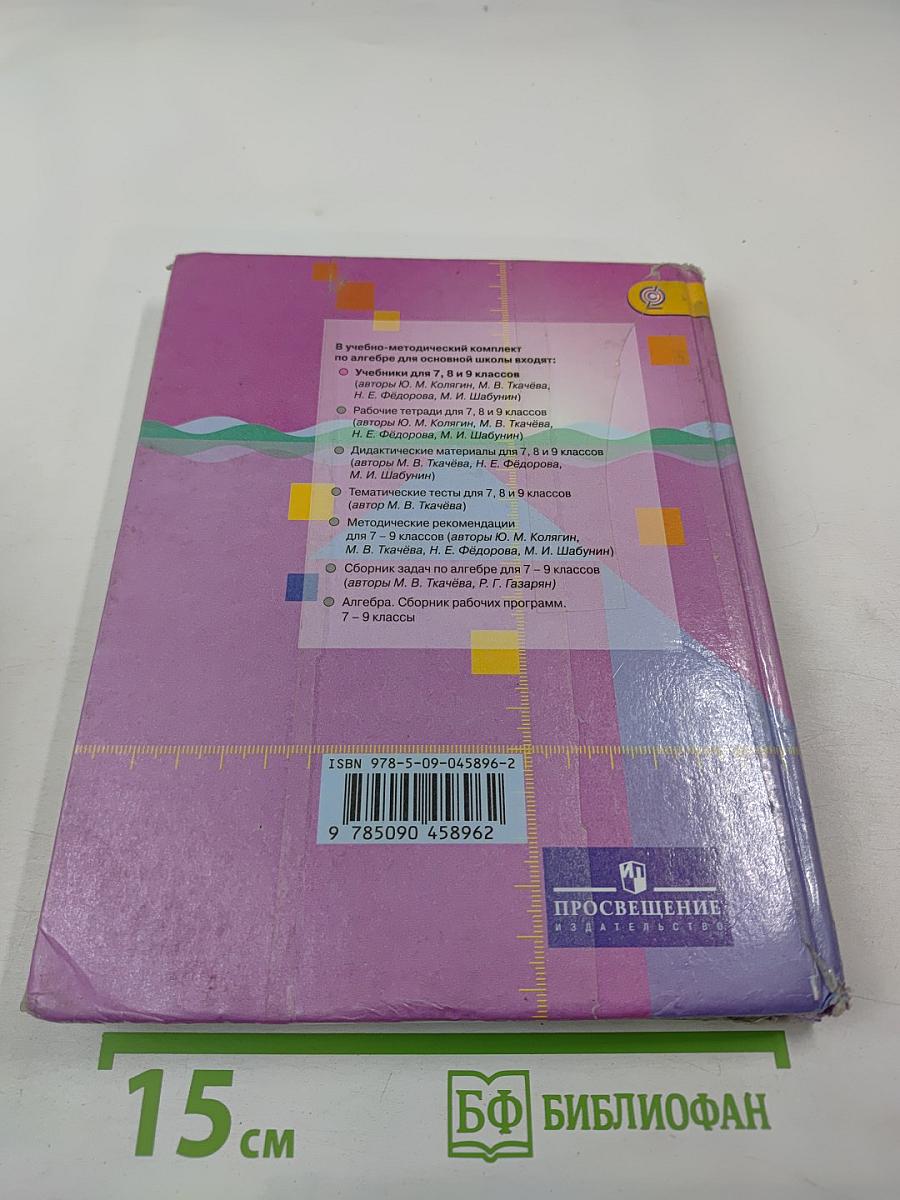 В учебно-методический комплект
по алгебре для основной школы входят:
Учебники для 7, 8 и 9 классов
(авторы Ю. М. Колягин, М. В. Ткачёва,
Н. Е. Фёдорова, М. И. Шабунин)
Рабочие тетради для 7, 8 и 9 классов
(авторы Ю. М. Колягин, М. В. Ткачёва,
Н. Е. Фёдорова, М. И. Шабунин)
Дидактические материалы для 7, 8 и 9 классов
(авторы М. В. Ткачёва, Н. Е. Фёдорова,
М. И. Шабунин)
Тематические тесты для 7, 8 и 9 классов
(автор М. В. Ткачёва)
Методические рекомендации
для 7 – 9 классов (авторы Ю. М. Колягин,
М. В. Ткачёва, Н. Е. Фёдорова, М. И. Шабунин)
Сборник задач по алгебре для 7 – 9 классов
(авторы М. В. Ткачёва, Р. Г. Газарян)
Алгебра. Сборник рабочих программ.
7 – 9 классы
ISBN 978-5-09-045896-2
9 785090 458962
ИП
ПРОСВЕЩЕНИЕ
ИЗДАТЕЛЬСТВО
15 см
БФ БИБЛИОФАН